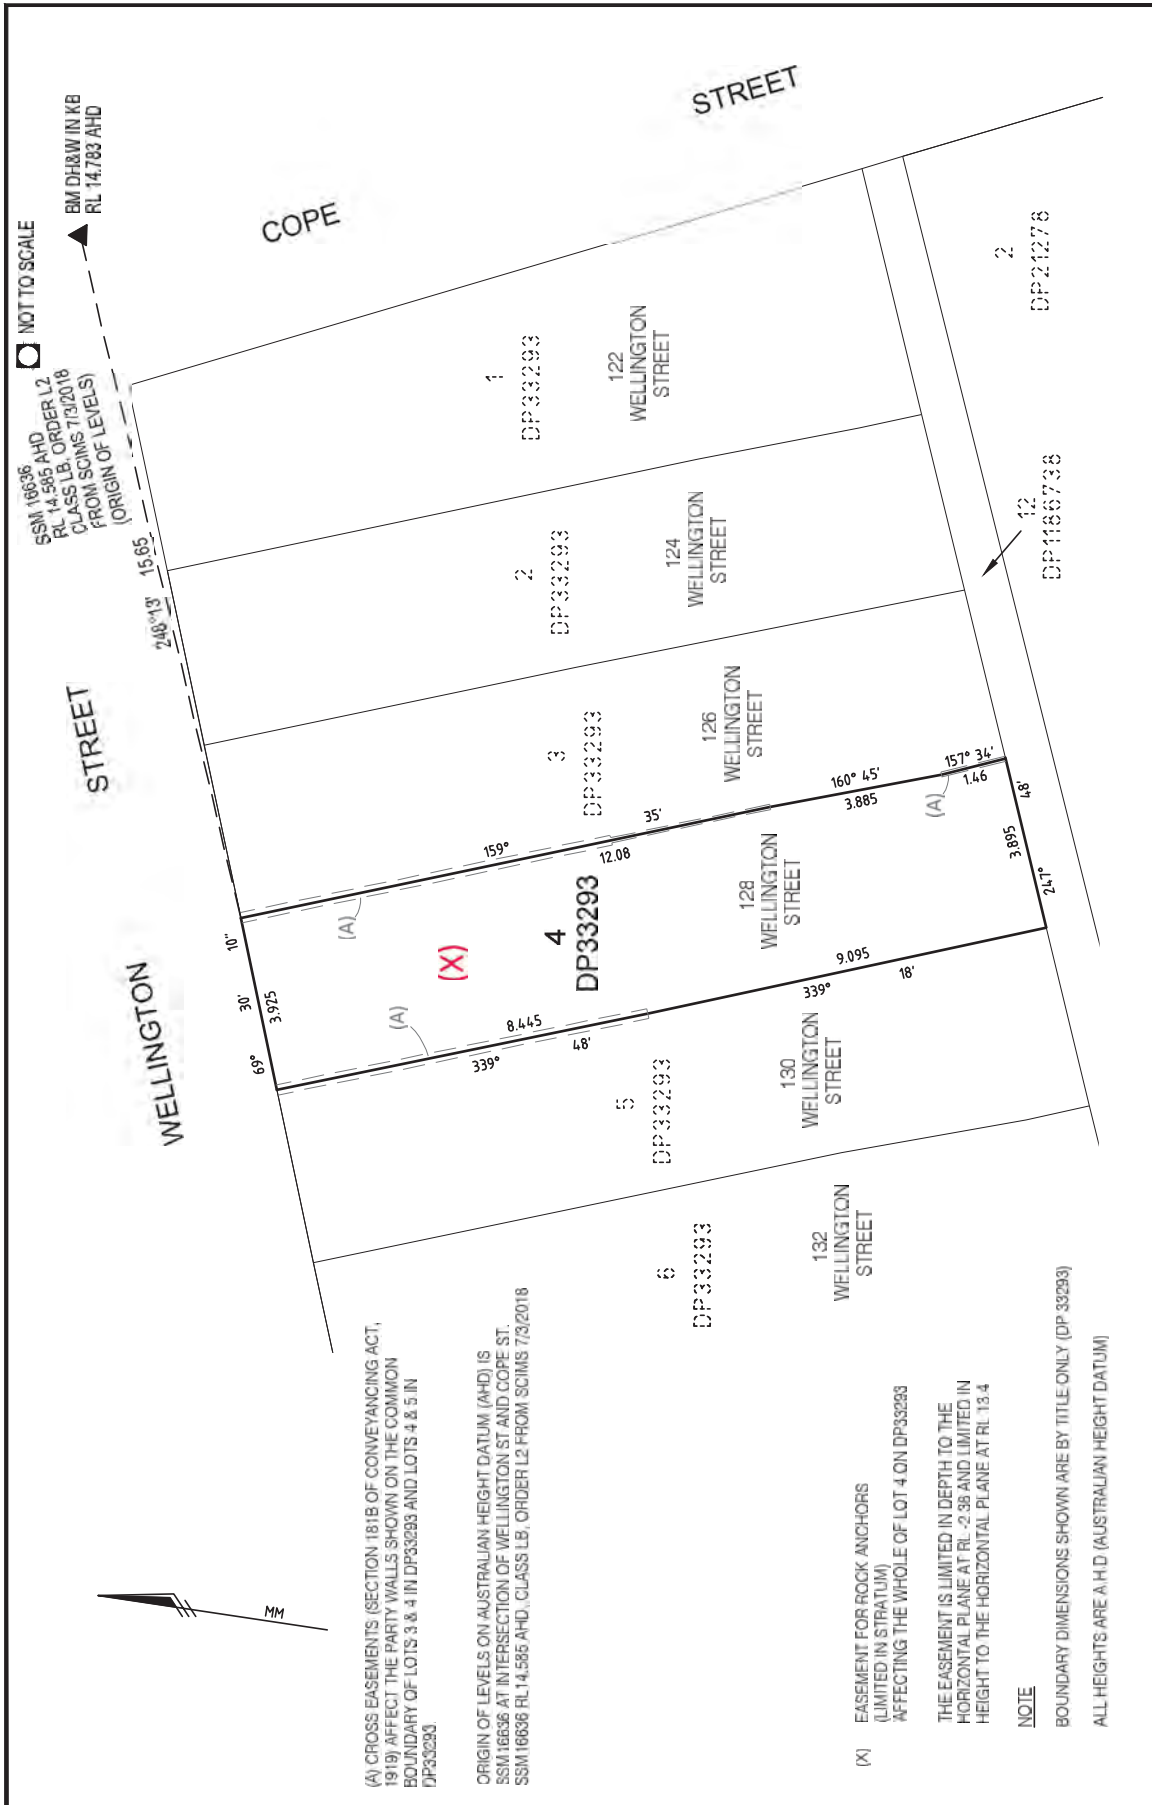 SSM 16636
RL 14.585 AHD
CLASS LB, ORDER L2
FROM SCIMS 7/3/2018
(ORIGIN OF LEVELS)
NOT TO SCALE
BM DH&W IN KB
RL 14.783 AHD
248°13'
15.65
WELLINGTON
STREET
COPE
STREET
6
DP33293
132
WELLINGTON
STREET
5
DP33293
130
WELLINGTON
STREET
4
DP33293
(X)
128
WELLINGTON
STREET
3
DP33293
126
WELLINGTON
STREET
2
DP33293
124
WELLINGTON
STREET
1
DP33293
122
WELLINGTON
STREET
12
DP1186738
2
DP21278
69°
30'
10"
3.925
(A)
(A)
(A)
159°
35'
12.08
160° 45'
3.885
157° 34'
1.46
247°
48'
3.895
339°
48'
8.445
339°
18'
9.095
MM
(A) CROSS EASEMENTS (SECTION 181B OF CONVEYANCING ACT,
1919) AFFECT THE PARTY WALLS SHOWN ON THE COMMON
BOUNDARY OF LOTS 3 & 4 IN DP33293 AND LOTS 4 & 5 IN
DP33293.
ORIGIN OF LEVELS ON AUSTRALIAN HEIGHT DATUM (AHD) IS
SSM16636 AT INTERSECTION OF WELLINGTON ST AND COPE ST.
SSM16636 RL14.585 AHD, CLASS LB, ORDER L2 FROM SCIMS 7/3/2018
(X) EASEMENT FOR ROCK ANCHORS
(LIMITED IN STRATUM)
AFFECTING THE WHOLE OF LOT 4 ON DP33293
THE EASEMENT IS LIMITED IN DEPTH TO THE
HORIZONTAL PLANE AT RL -2.36 AND LIMITED IN
HEIGHT TO THE HORIZONTAL PLANE AT RL 13.4
NOTE
BOUNDARY DIMENSIONS SHOWN ARE BY TITLE ONLY (DP 33293)
ALL HEIGHTS ARE A.H.D (AUSTRALIAN HEIGHT DATUM)